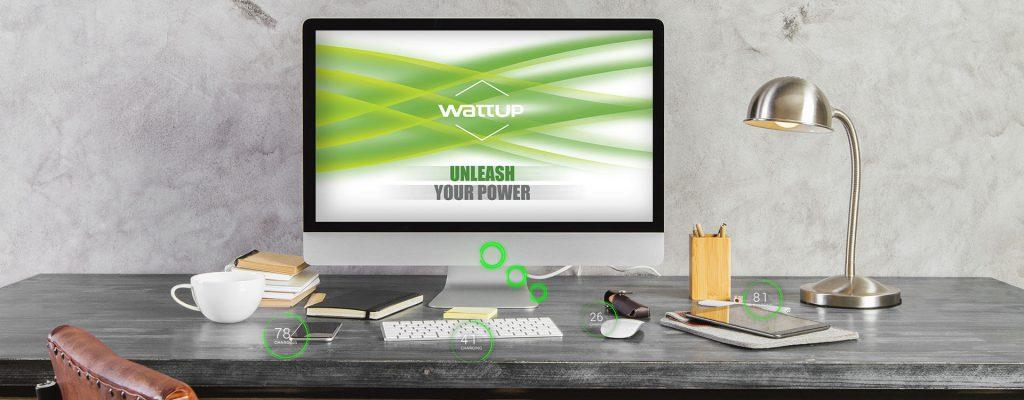 WattUP
UNLEASH
YOUR POWER
78
CHARGING
41
CHARGING
26
81